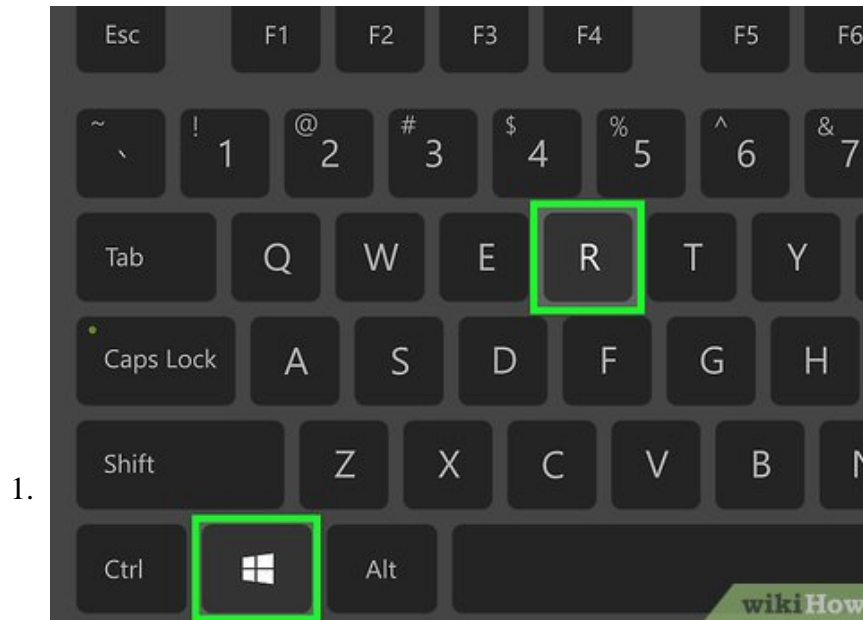 Esc F1 F2 F3 F4 F5 F6
~ ` ! 1 @ 2 # 3 $ 4 % 5 ^ 6 & 7
Tab Q W E R T Y
Caps Lock A S D F G H
Shift Z X C V B N
1.
Ctrl Alt
wikiHow